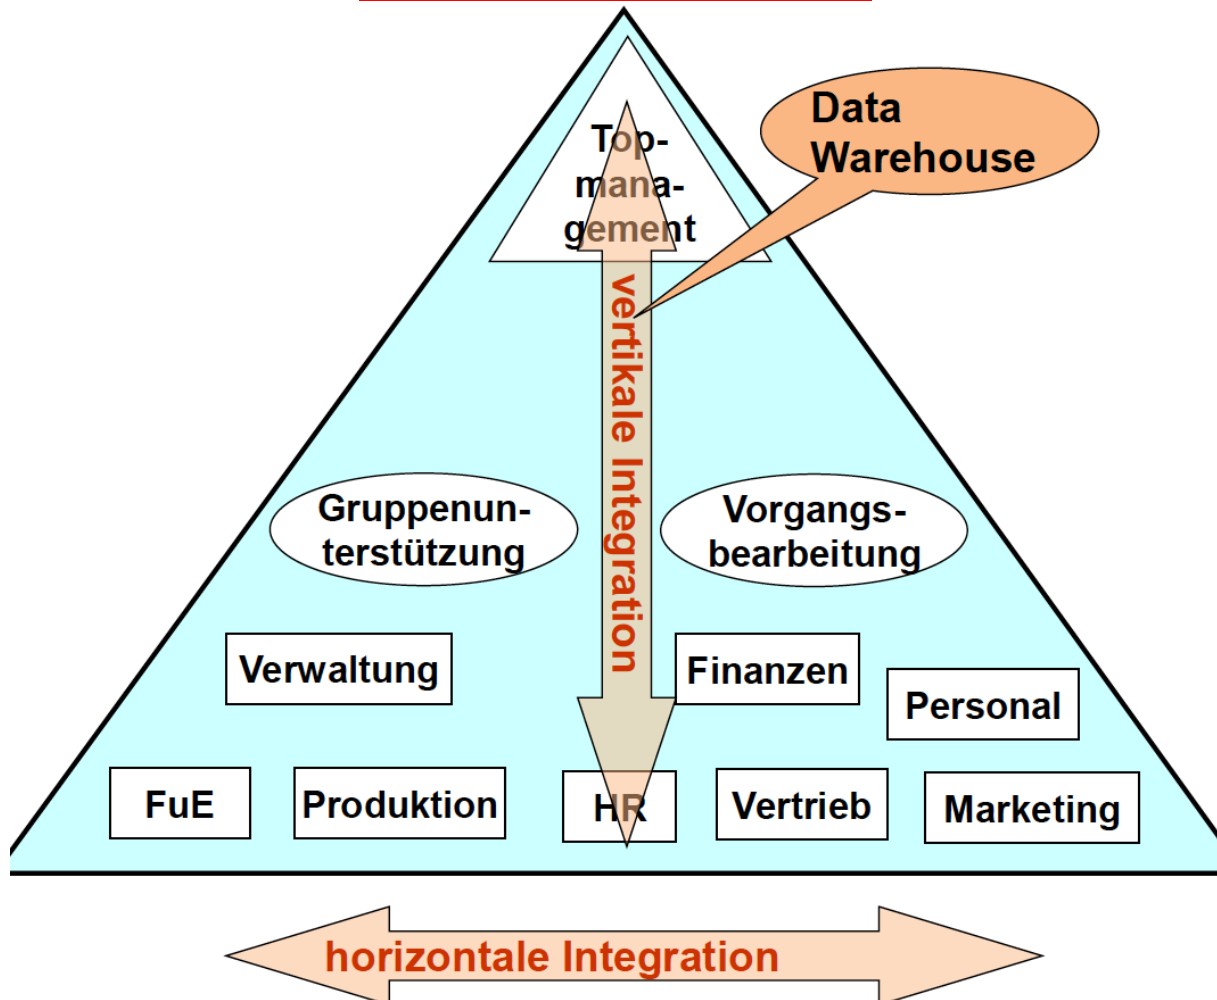 Data
Warehouse
Top-
mana-
gement
vertikale Integration
Gruppenun-
terstützung
Vorgangs-
bearbeitung
Verwaltung
Finanzen
Personal
FuE
Produktion
HR
Vertrieb
Marketing
horizontale Integration